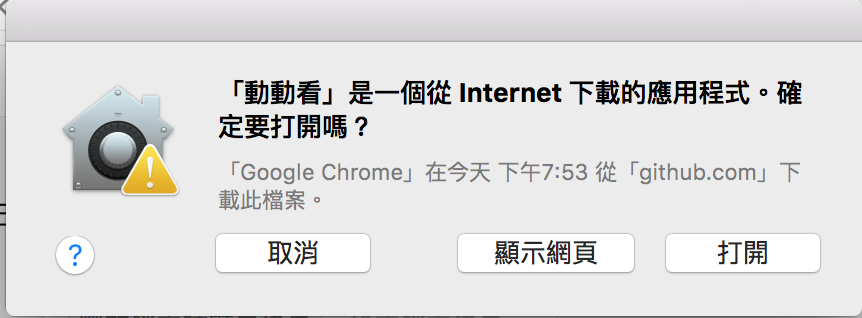 「動動看」是一個從 Internet 下載的應用程式。確
定要打開嗎？
「Google Chrome」在今天 下午7:53 從「github.com」下
載此檔案。
?
取消
顯示網頁
打開